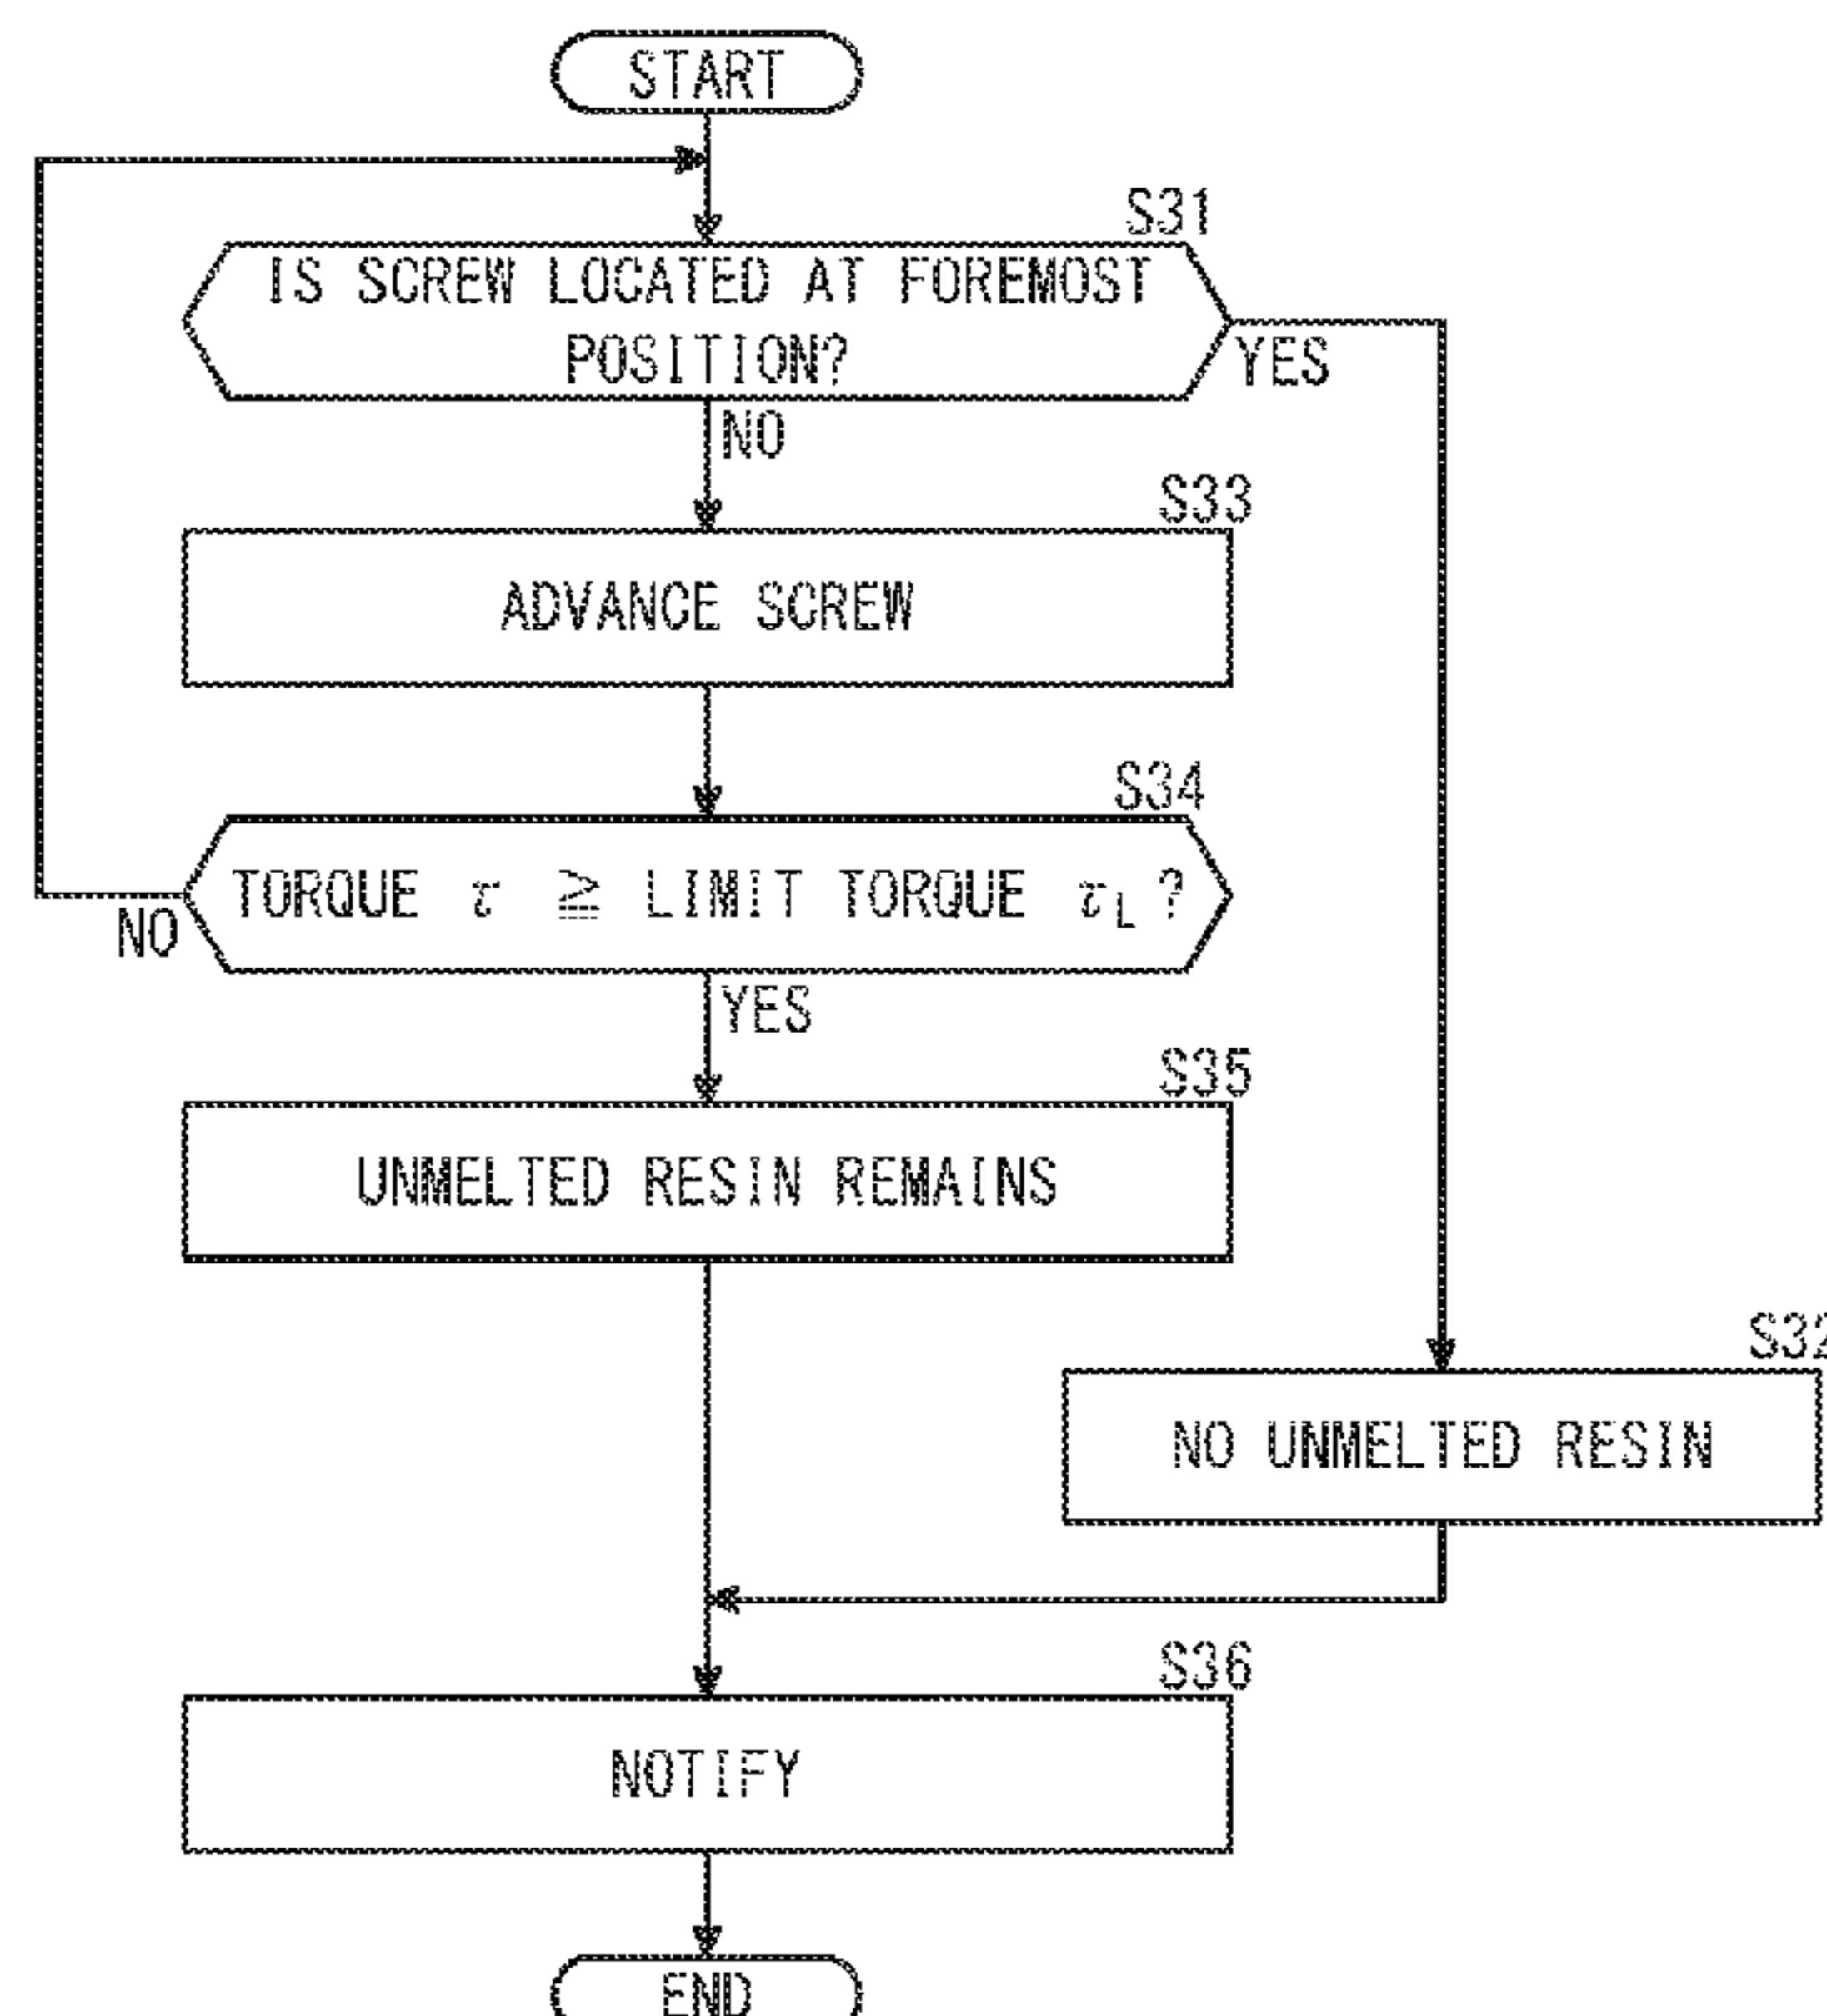 START
S31
IS SCREW LOCATED AT FOREMOST
POSITION?
YES
NO
S33
ADVANCE SCREW
S34
TORQUE τ ≧ LIMIT TORQUE τL?
NO
YES
S35
UNMELTED RESIN REMAINS
S32
NO UNMELTED RESIN
S36
NOTIFY
END